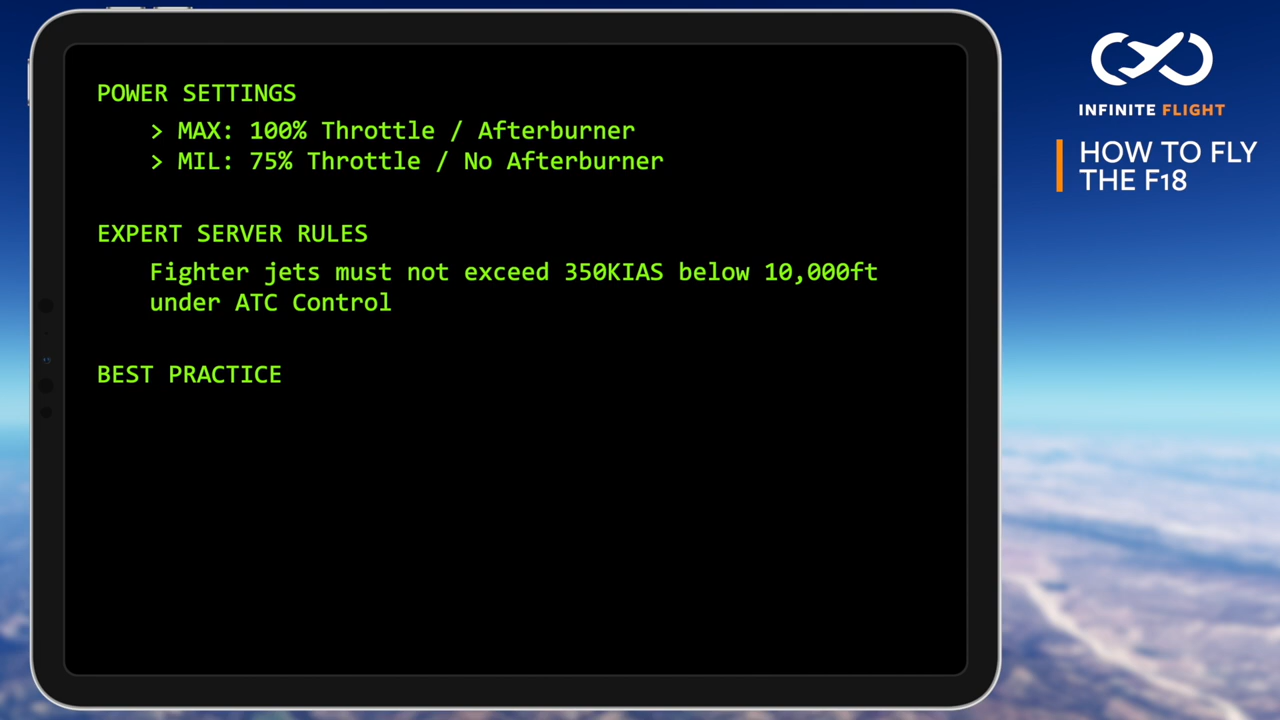 POWER SETTINGS
> MAX: 100% Throttle / Afterburner
> MIL: 75% Throttle / No Afterburner
EXPERT SERVER RULES
Fighter jets must not exceed 350KIAS below 10,000ft
under ATC Control
BEST PRACTICE
INFINITE FLIGHT
HOW TO FLY
THE F18